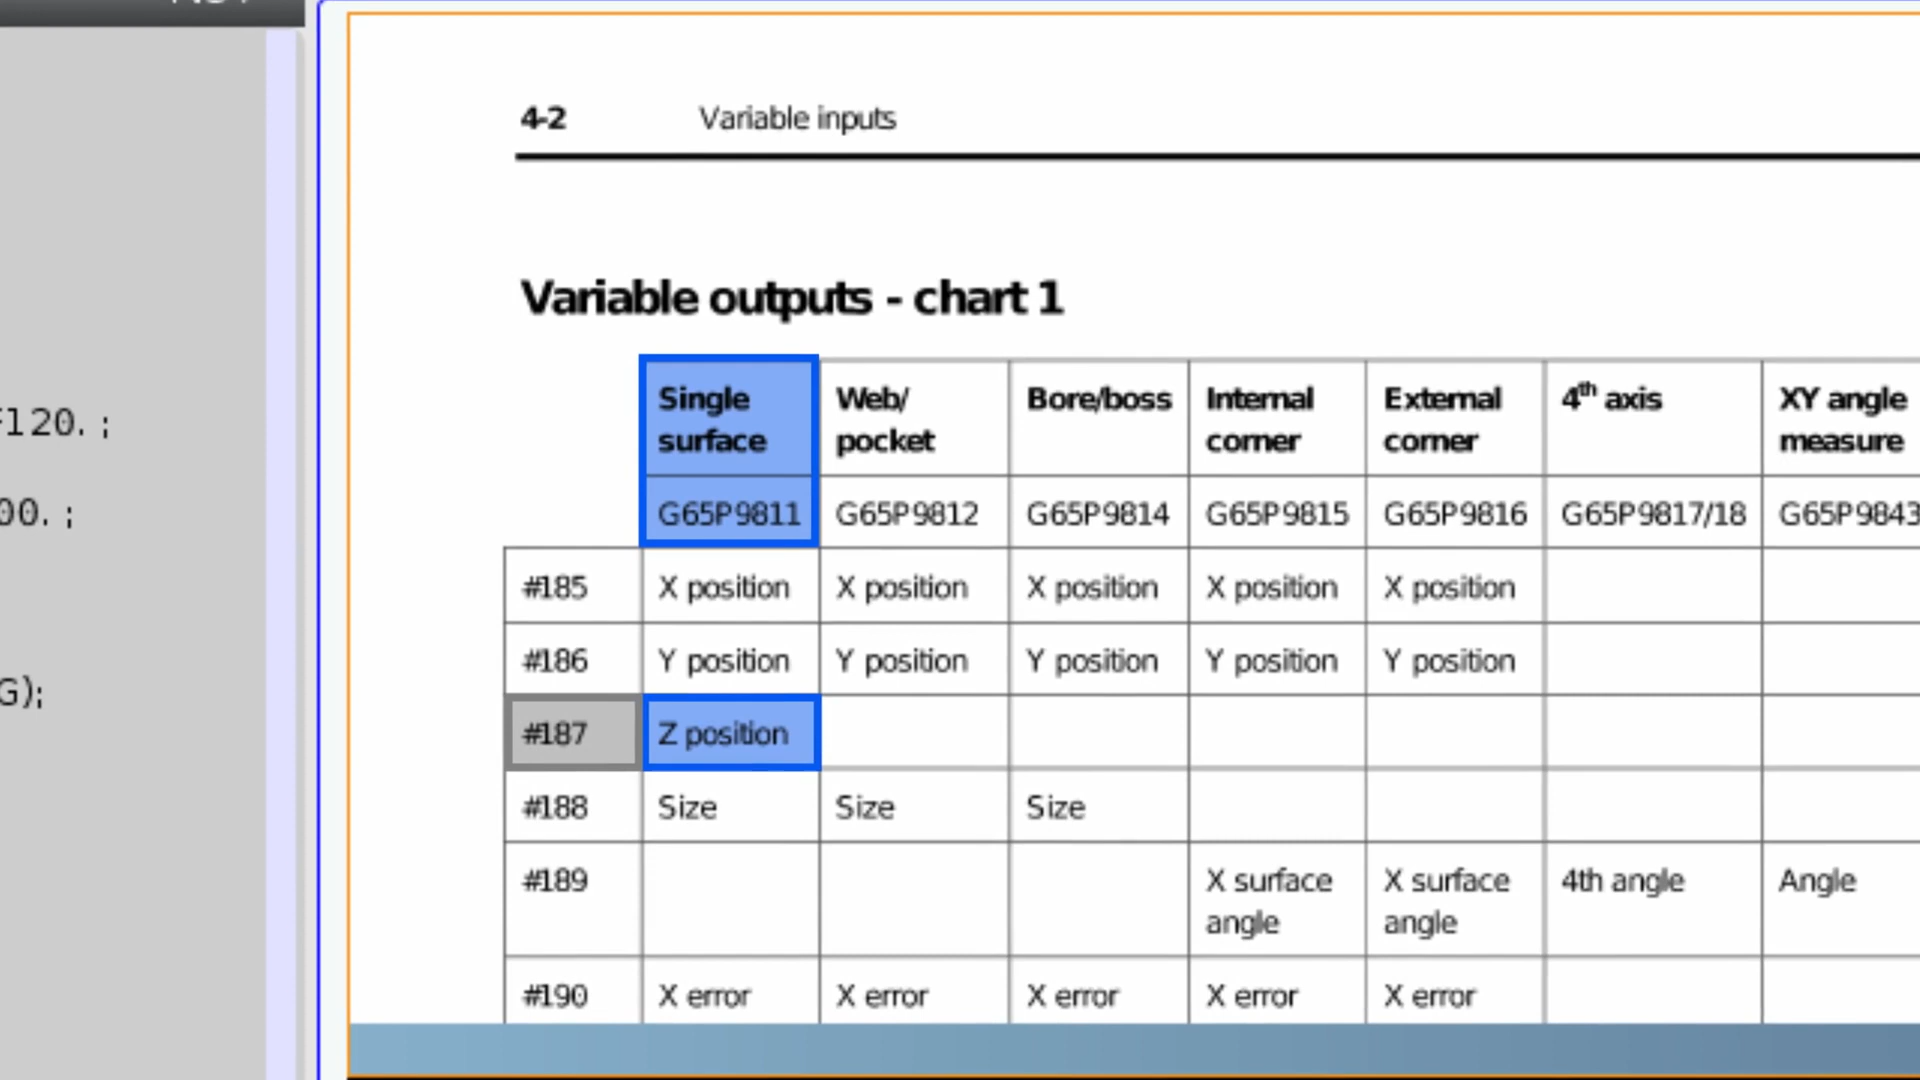 F120. ;
00. ;
G);
4-2 Variable inputs
Variable outputs - chart 1
Single surface Web/ pocket Bore/boss Internal corner External corner 4th axis XY angle measure
G65P9811 G65P9812 G65P9814 G65P9815 G65P9816 G65P9817/18 G65P9843
#185 X position X position X position X position X position
#186 Y position Y position Y position Y position Y position
#187 Z position
#188 Size Size Size
#189 X surface angle X surface angle 4th angle Angle
#190 X error X error X error X error X error